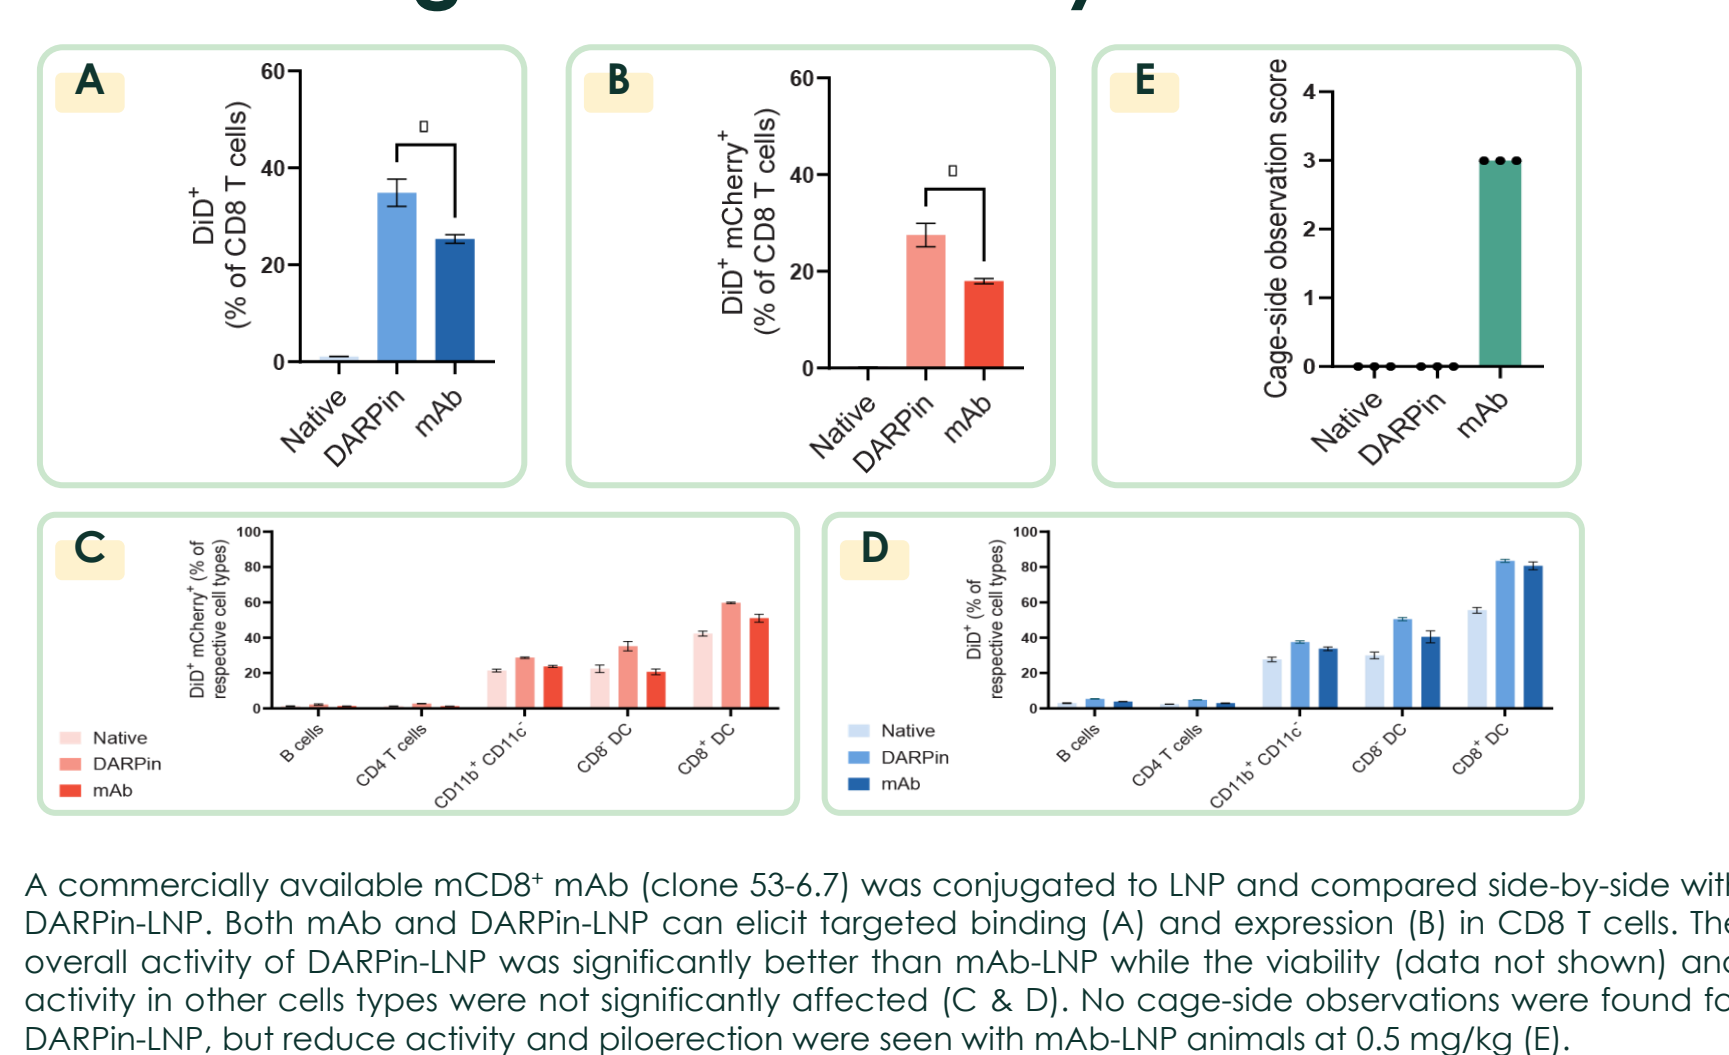 A
60
40
20
0
DiD⁺
(% of CD8 T cells)
Native
DARPin
mAb
B
60
40
20
0
DiD⁺ mCherry⁺
(% of CD8 T cells)
Native
DARPin
mAb
E
4
3
2
1
0
Cage-side observation score
Native
DARPin
mAb
C
100
80
60
40
20
0
DiD⁺ mCherry⁺ (% of
respective cell types)
B cells
CD4 T cells
CD11b⁺ CD11c⁻
CD8⁻ DC
CD8⁺ DC
Native
DARPin
mAb
D
100
80
60
40
20
0
DiD⁺ (% of
respective cell types)
B cells
CD4 T cells
CD11b⁺ CD11c⁻
CD8⁻ DC
CD8⁺ DC
Native
DARPin
mAb
A commercially available mCD8⁺ mAb (clone 53-6.7) was conjugated to LNP and compared side-by-side with
DARPin-LNP. Both mAb and DARPin-LNP can elicit targeted binding (A) and expression (B) in CD8 T cells. The
overall activity of DARPin-LNP was significantly better than mAb-LNP while the viability (data not shown) and
activity in other cells types were not significantly affected (C & D). No cage-side observations were found for
DARPin-LNP, but reduce activity and piloerection were seen with mAb-LNP animals at 0.5 mg/kg (E).